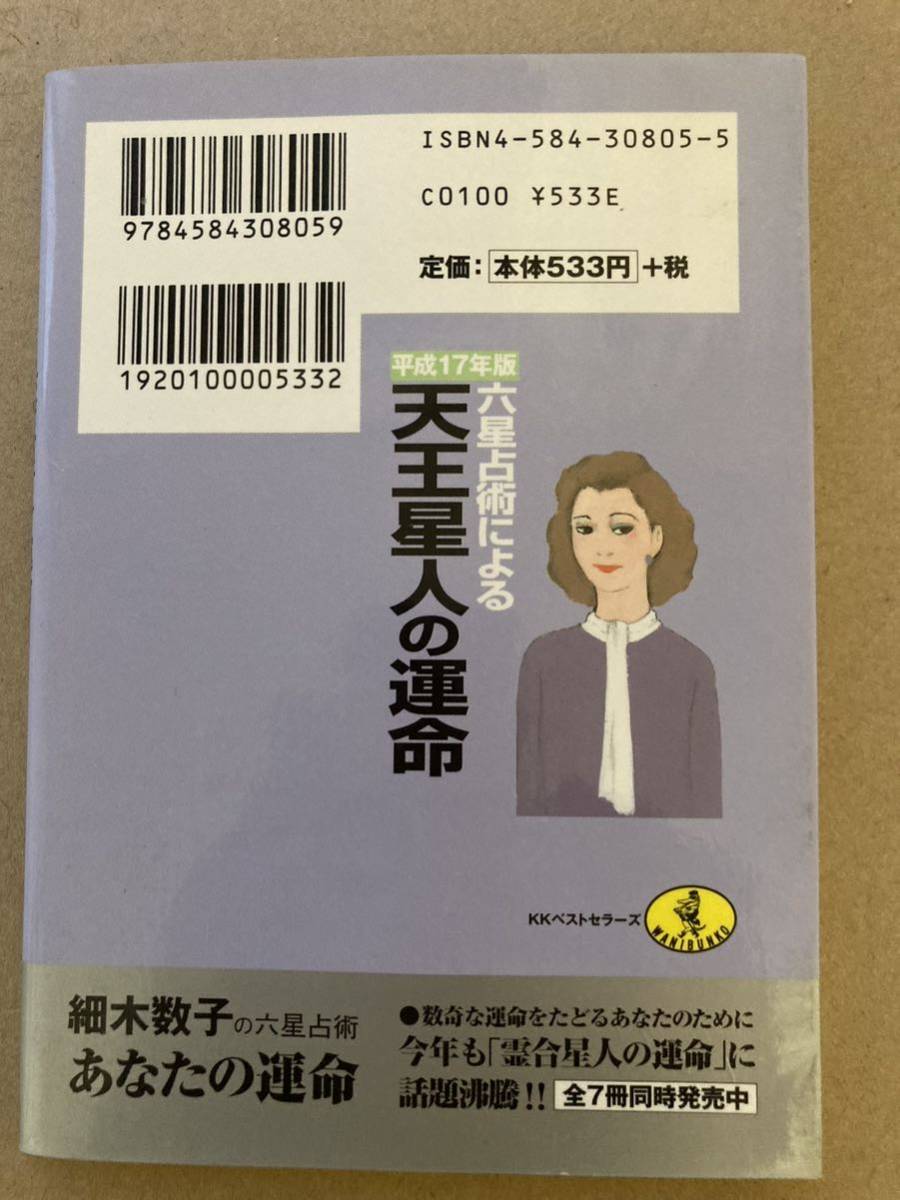 ISBN4-584-30805-5
C0100 ¥533E
9784584308059
定価：本体533円+税
1920100005332
平成17年版
六星占術による
天王星人の運命
KKベストセラーズ
WANIBUNKO
細木数子の六星占術
あなたの運命
●数奇な運命をたどるあなたのために
今年も「霊合星人の運命」に
話題沸騰!! 全7冊同時発売中